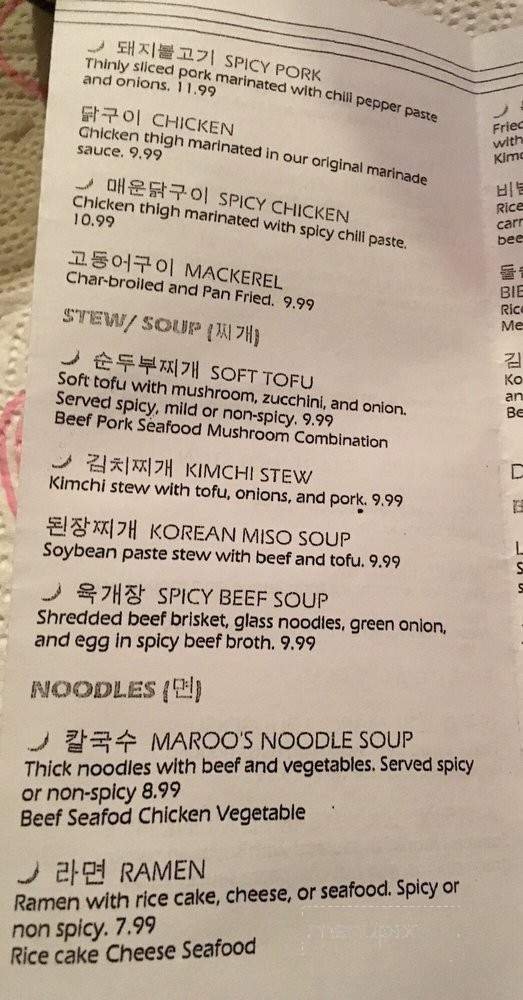 돼지불고기 SPICY PORK
Thinly sliced pork marinated with chili pepper paste
and onions. 11.99
닭구이 CHICKEN
Chicken thigh marinated in our original marinade
sauce. 9.99
매운닭구이 SPICY CHICKEN
Chicken thigh marinated with spicy chili paste.
10.99
고등어구이 MACKEREL
Char-broiled and Pan Fried. 9.99
STEW/ SOUP (찌개)
순두부찌개 SOFT TOFU
Soft tofu with mushroom, zucchini, and onion.
Served spicy, mild or non-spicy. 9.99
Beef Pork Seafood Mushroom Combination
김치찌개 KIMCHI STEW
Kimchi stew with tofu, onions, and pork. 9.99
된장찌개 KOREAN MISO SOUP
Soybean paste stew with beef and tofu. 9.99
육개장 SPICY BEEF SOUP
Shredded beef brisket, glass noodles, green onion,
and egg in spicy beef broth. 9.99
NOODLES (면)
칼국수 MAROO'S NOODLE SOUP
Thick noodles with beef and vegetables. Served spicy
or non-spicy 8.99
Beef Seafod Chicken Vegetable
라면 RAMEN
Ramen with rice cake, cheese, or seafood. Spicy or
non spicy. 7.99
Rice cake Cheese Seafood
with